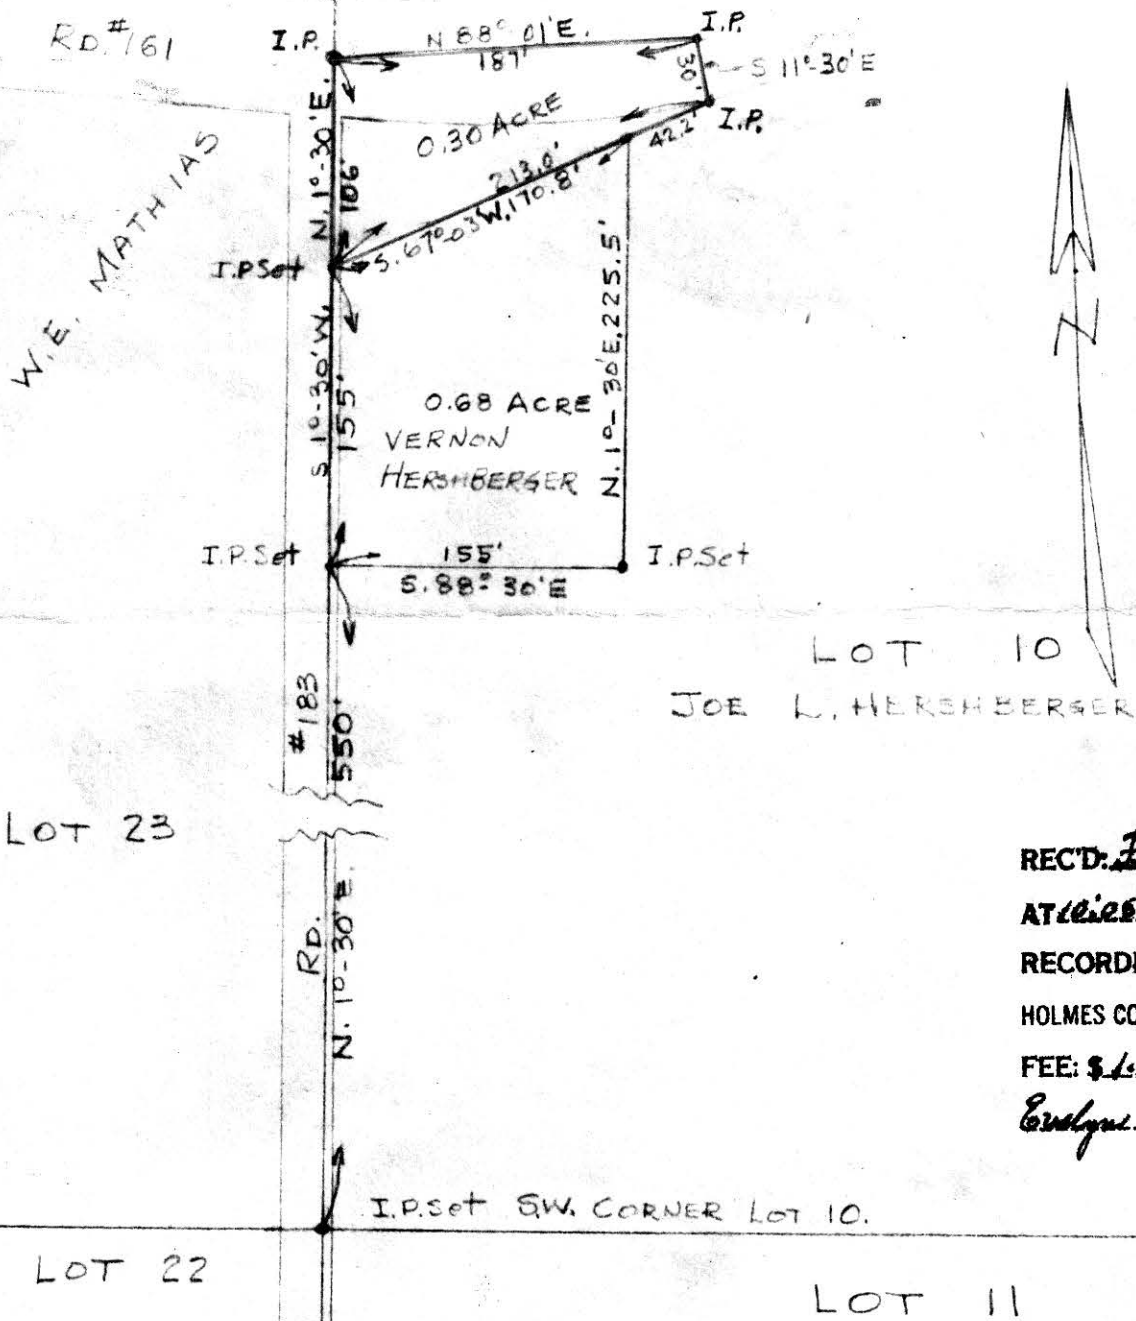 RD. #161
I.P.
N 88° 01' E.
187'
I.P.
30'
S 11°-30' E
I.P.
0.30 ACRE
42.2'
213.0'
S. 67°-03' W, 170.8'
N. 1°-30' E.
106'
W. E. MATHIAS
I.P. Set
S 1°-30' W.
155'
0.68 ACRE
VERNON
HERSHBERGER
N. 1°-30' E, 225.5'
N
I.P. Set
155'
S. 88° 30' E
I.P. Set
LOT 10
JOE L. HERSHBERGER
#183
550'
LOT 23
RD.
N. 1°-30' E.
REC'D:
AT
RECORD
HOLMES CO
FEE: $
Evelyn
I.P. Set S.W. CORNER LOT 10.
LOT 22
LOT 11